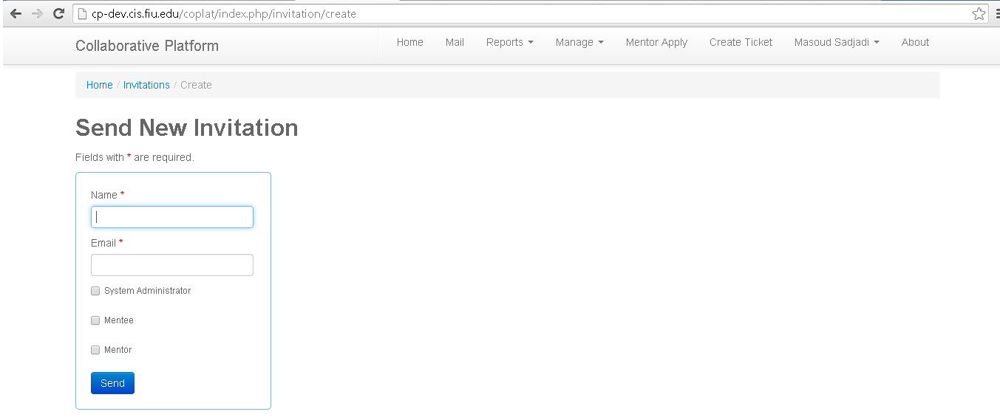 cp-dev.cis.fiu.edu/coplat/index.php/invitation/create
Collaborative Platform Home Mail Reports Manage Mentor Apply Create Ticket Masoud Sadjadi About
Home / Invitations / Create
Send New Invitation
Fields with * are required.
Name *
Email *
System Administrator
Mentee
Mentor
Send